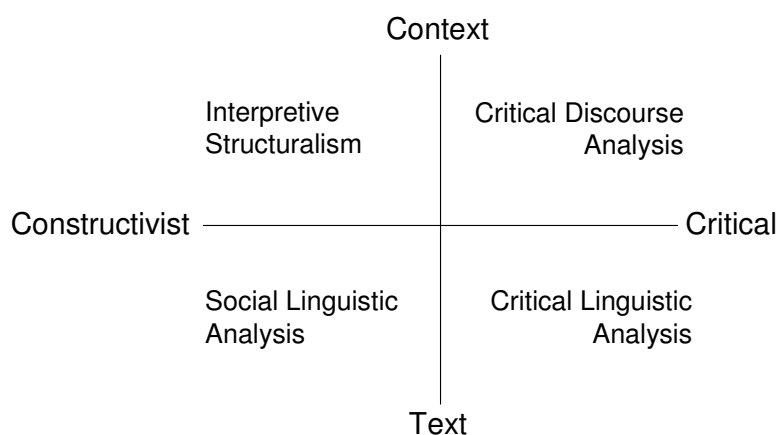 Context
Interpretive
Structuralism
Critical Discourse
Analysis
Constructivist
Critical
Social Linguistic
Analysis
Critical Linguistic
Analysis
Text